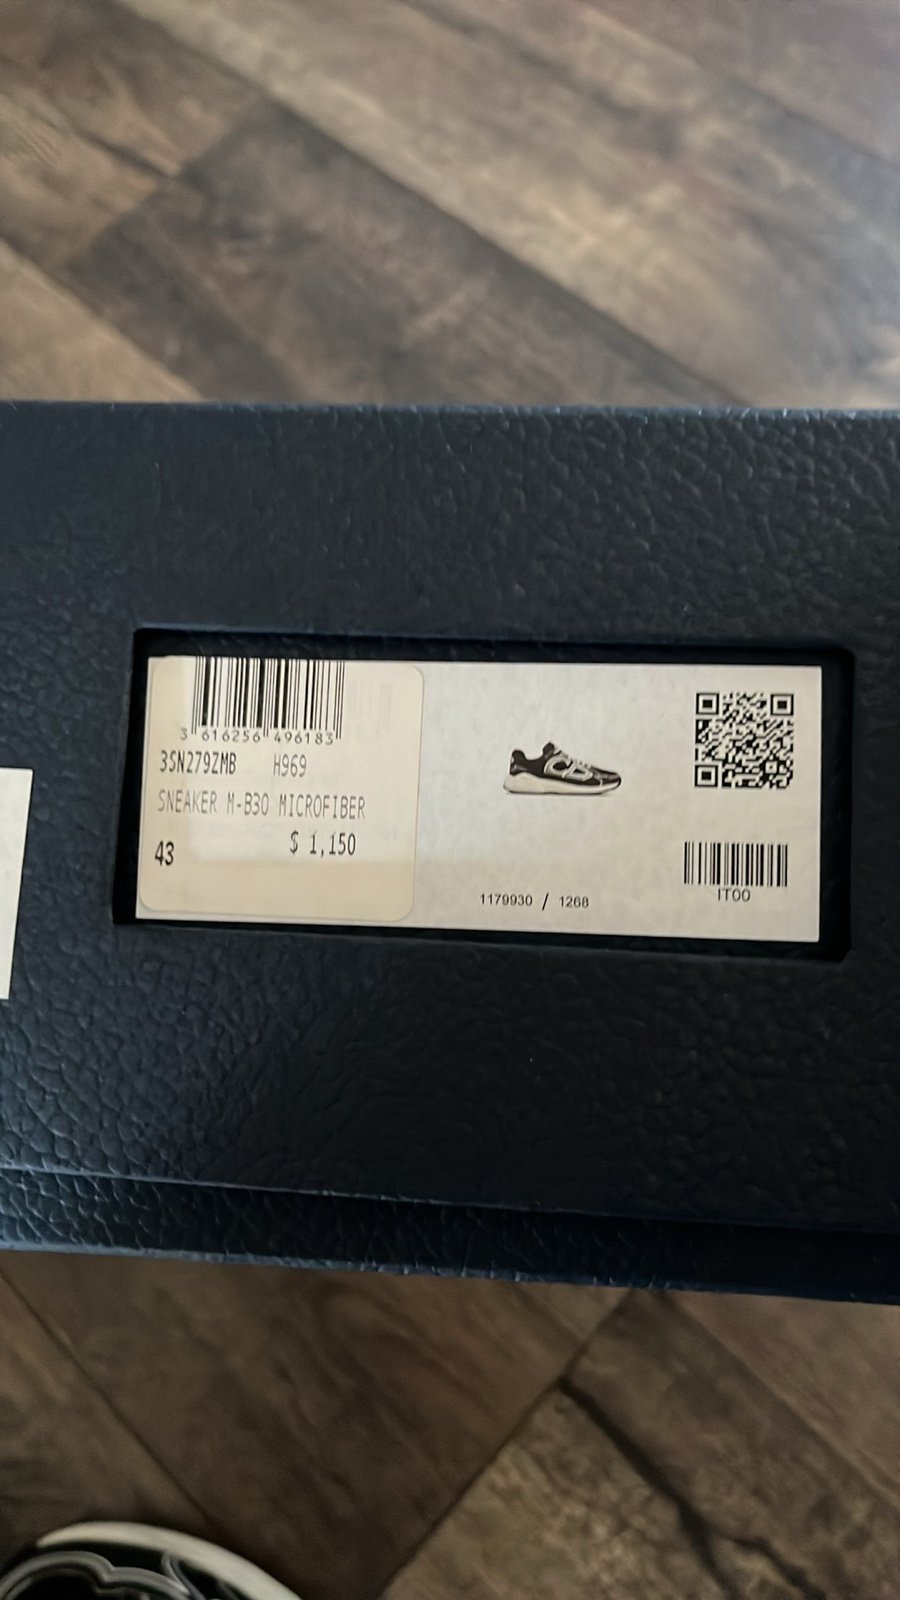 3 616256 496183
3SN279ZMB H969
SNEAKER M-B30 MICROFIBER
$ 1,150
43
1179930 / 1268
IT00